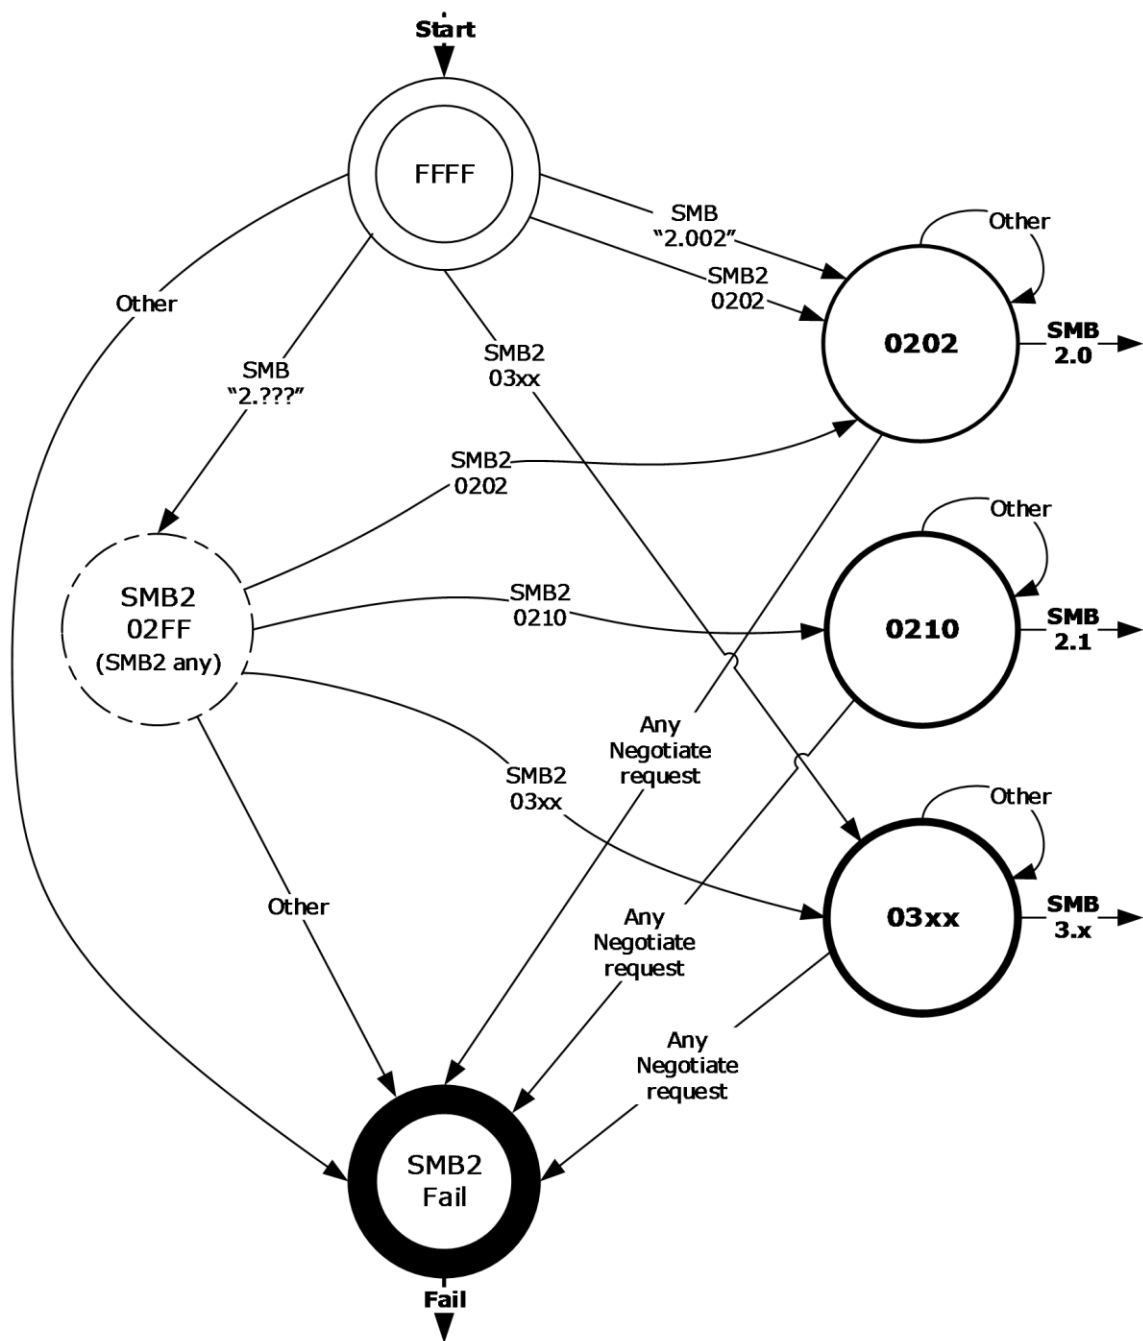 Start
FFFF
SMB
“2.002”
SMB2
0202
Other
0202
SMB
2.0
Other
SMB
“2.???”
SMB2
03xx
SMB2
0202
SMB2
02FF
(SMB2 any)
SMB2
0210
Other
0210
SMB
2.1
SMB2
03xx
Any
Negotiate
request
Other
03xx
SMB
3.x
Other
Any
Negotiate
request
Any
Negotiate
request
SMB2
Fail
Fail